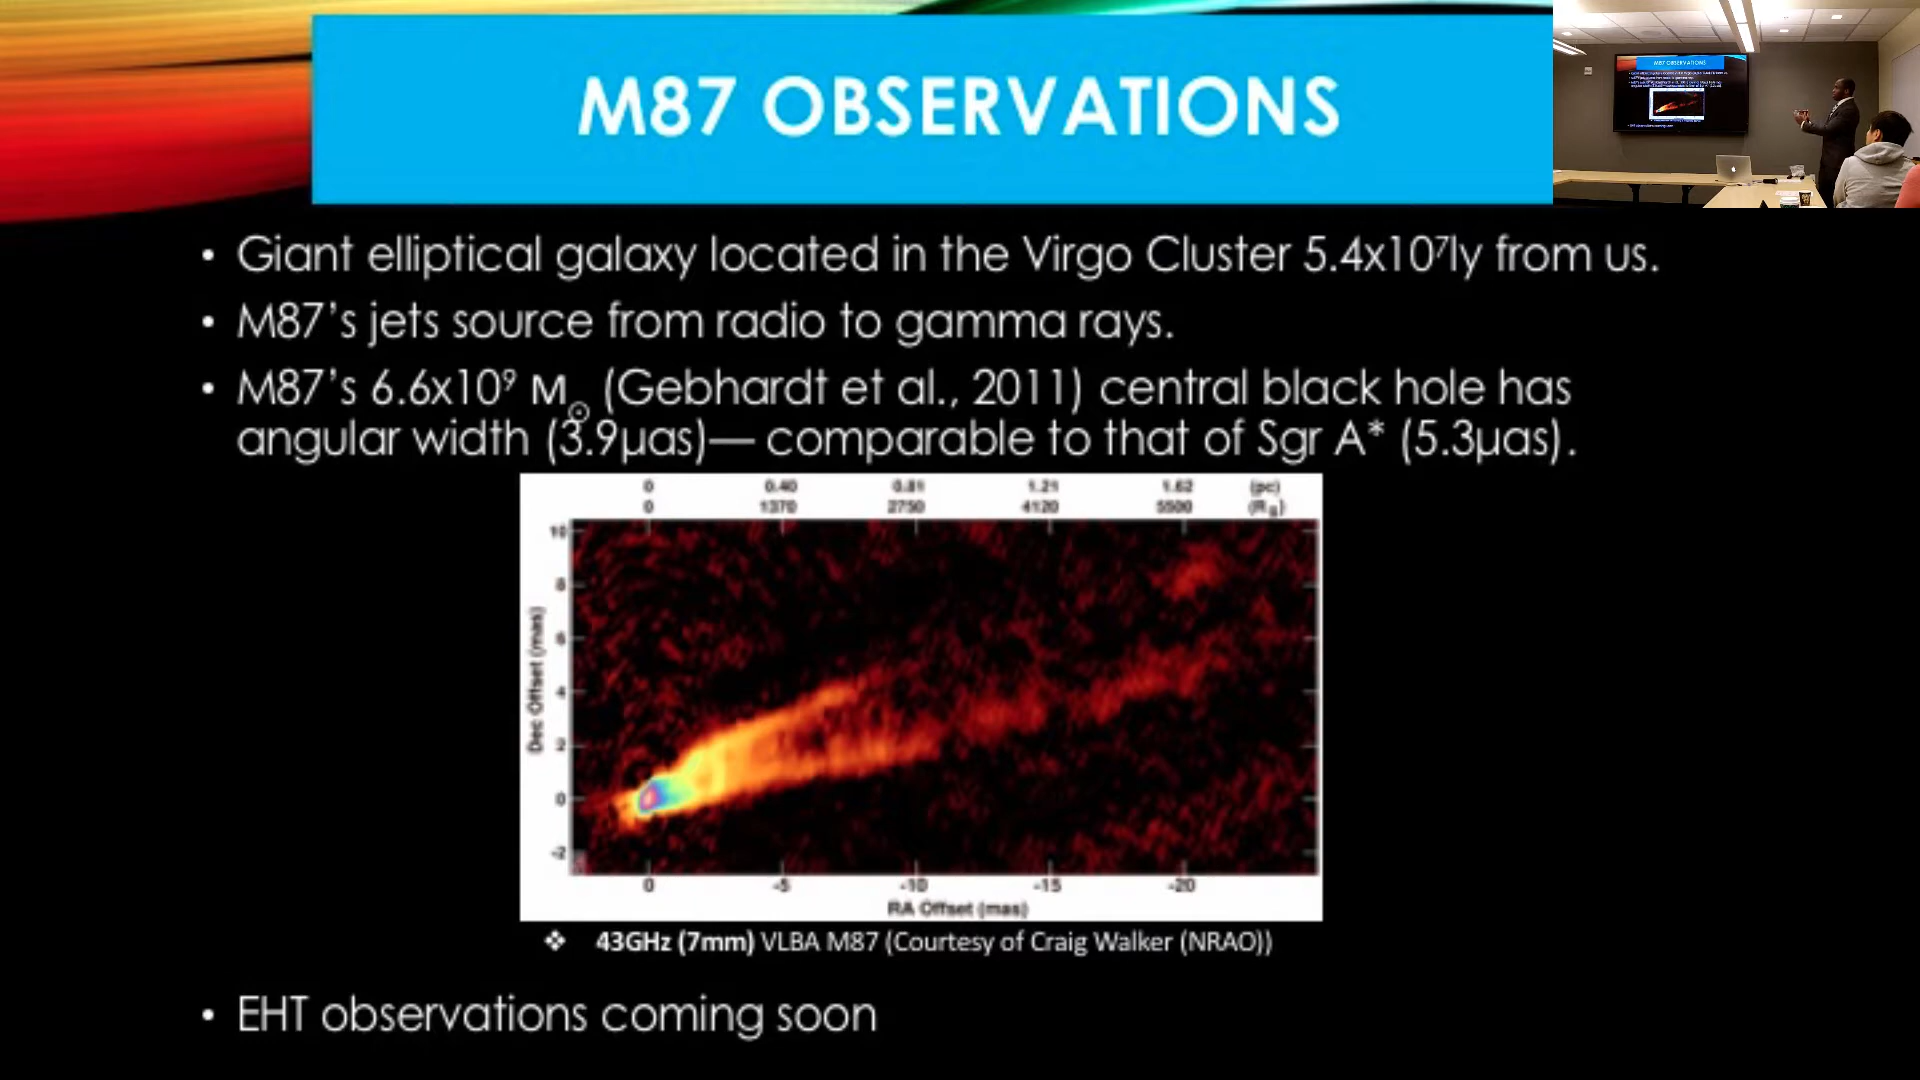 M87 OBSERVATIONS
• Giant elliptical galaxy located in the Virgo Cluster 5.4x10⁷ly from us.
• M87’s jets source from radio to gamma rays.
• M87’s 6.6x10⁹ M☉ (Gebhardt et al., 2011) central black hole has
angular width (3.9µas)— comparable to that of Sgr A* (5.3µas).
0 0.40 0.81 1.21 1.62 (pc)
0 1370 2750 4120 5500 (Rs)
10
8
6
4
2
0
-2
Dec Offset (mas)
0 -5 -10 -15 -20
RA Offset (mas)
❖ 43GHz (7mm) VLBA M87 (Courtesy of Craig Walker (NRAO))
• EHT observations coming soon
M87 OBSERVATIONS